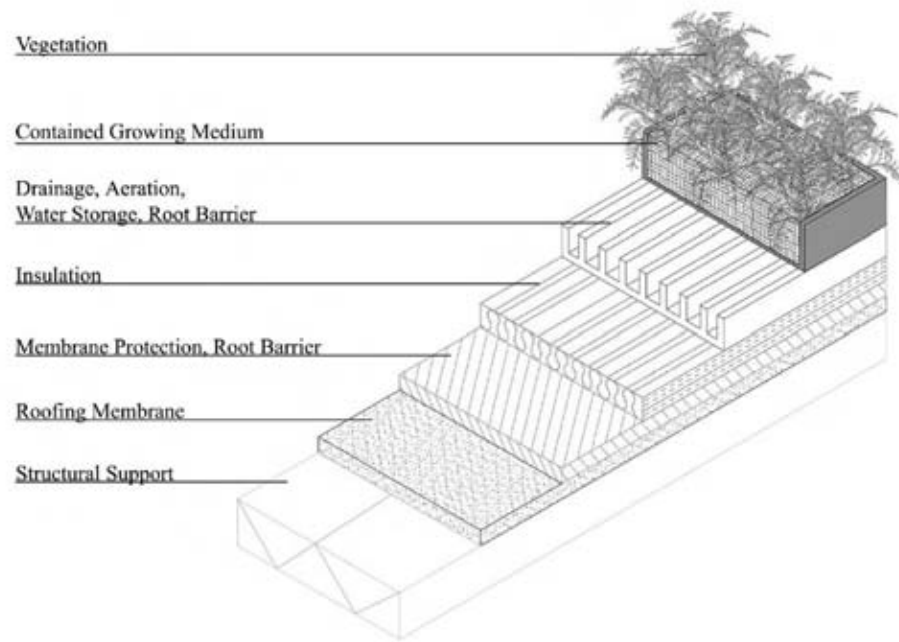 Vegetation
Contained Growing Medium
Drainage, Aeration,
Water Storage, Root Barrier
Insulation
Membrane Protection, Root Barrier
Roofing Membrane
Structural Support